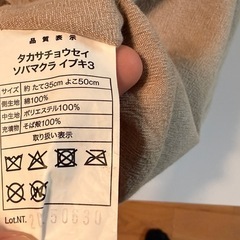 品質表示
タカサチョウセイ
ソバマクラ イブキ3
サイズ 約 たて35cm よこ50cm
側生地 綿100%
中生地 ポリエステル100%
充填物 そば殻100%
取り扱い表示
Lot.NT.